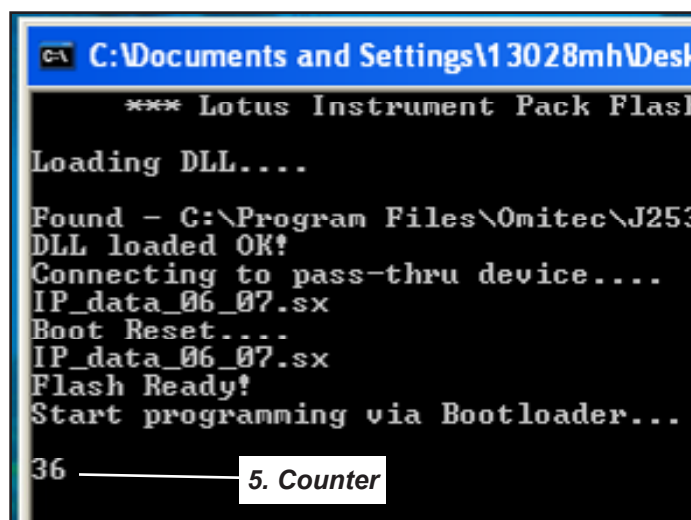 C:\Documents and Settings\13028mh\Desk
*** Lotus Instrument Pack Flash
Loading DLL....
Found - C:\Program Files\Omitec\J253
DLL loaded OK!
Connecting to pass-thru device....
IP_data_06_07.sx
Boot Reset....
IP_data_06_07.sx
Flash Ready!
Start programming via Bootloader...
36
5. Counter